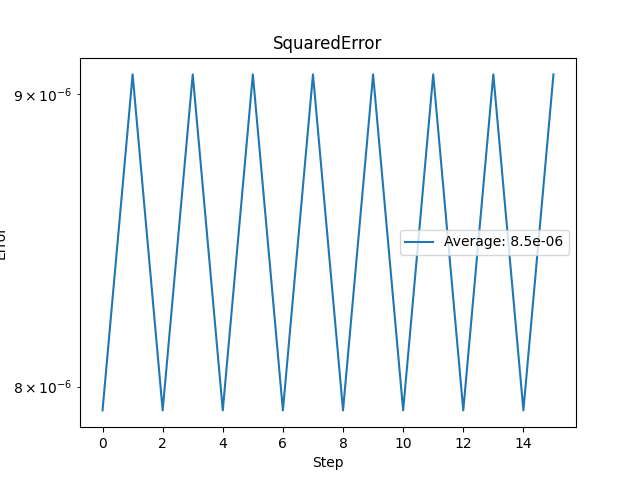 SquaredError
9 × 10⁻⁶
8 × 10⁻⁶
Error
Average: 8.5e-06
0 2 4 6 8 10 12 14
Step